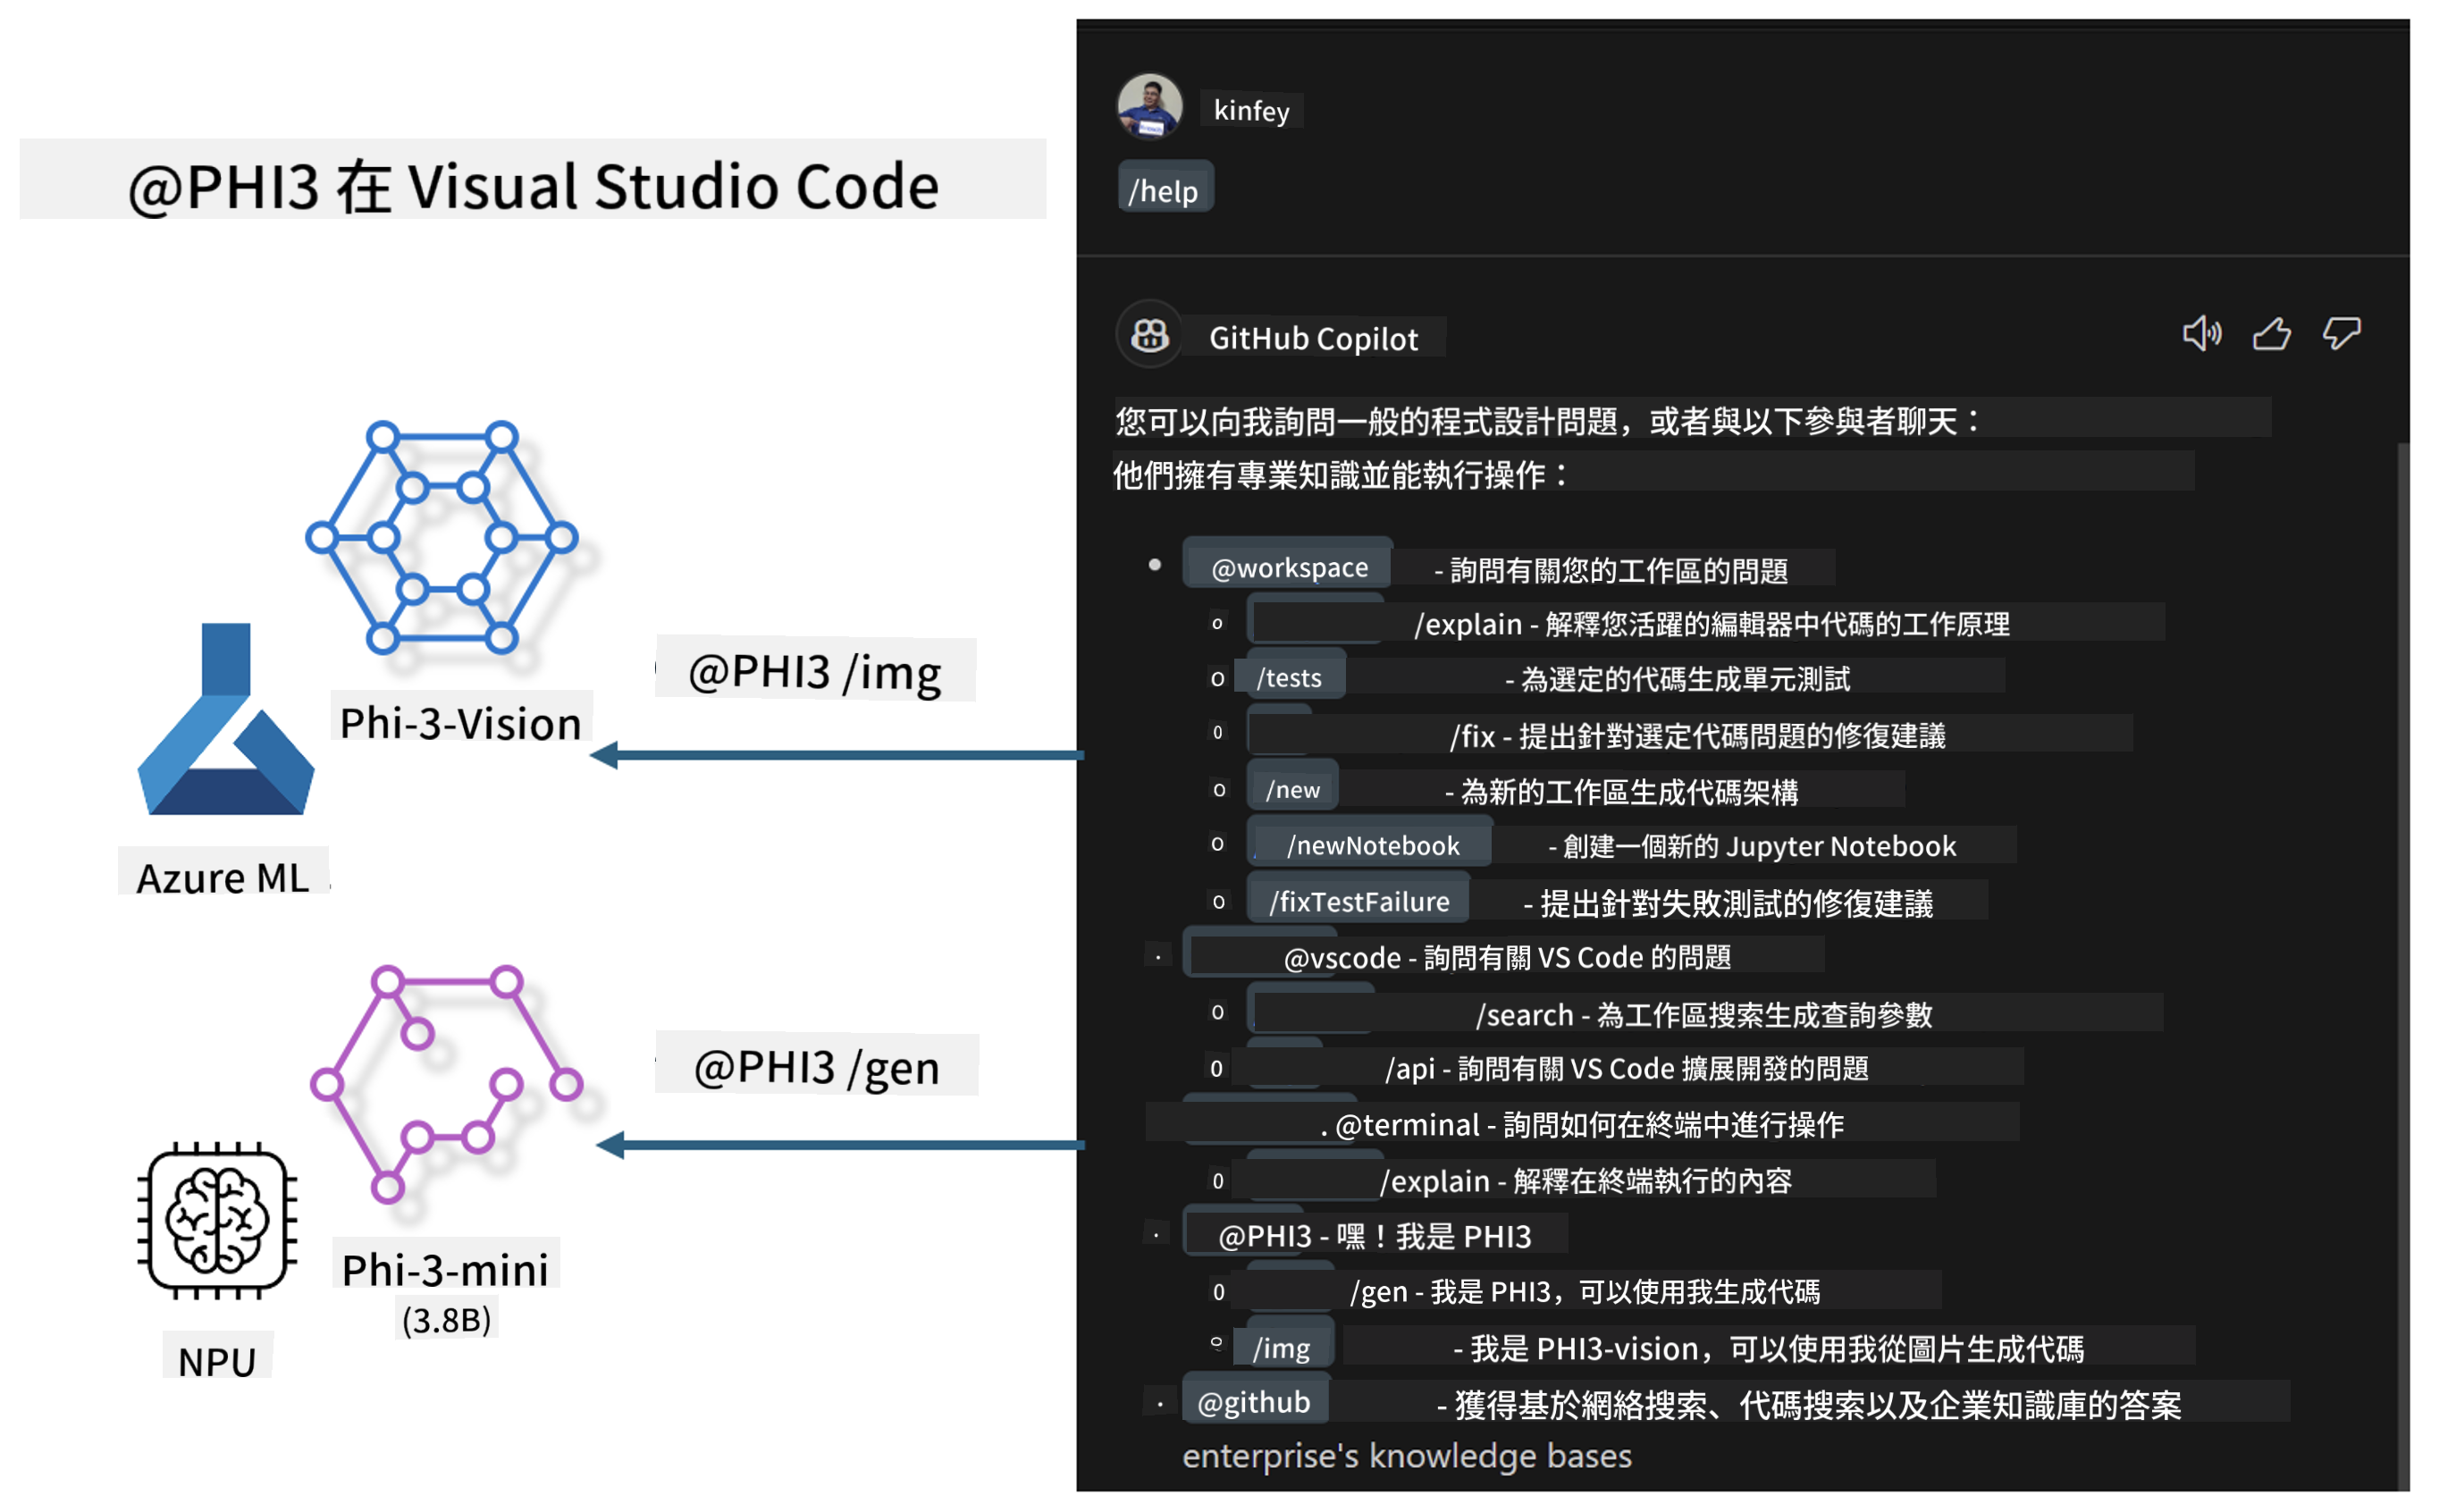 @PHI3 在 Visual Studio Code
@PHI3 /img
Phi-3-Vision
Azure ML
@PHI3 /gen
Phi-3-mini
(3.8B)
NPU
kinfey
/help
GitHub Copilot
您可以向我詢問一般的程式設計問題，或者與以下參與者聊天：
他們擁有專業知識並能執行操作：
@workspace - 詢問有關您的工作區的問題
/explain - 解釋您活躍的編輯器中代碼的工作原理
/tests - 為選定的代碼生成單元測試
/fix - 提出針對選定代碼問題的修復建議
/new - 為新的工作區生成代碼架構
/newNotebook - 創建一個新的 Jupyter Notebook
/fixTestFailure - 提出針對失敗測試的修復建議
@vscode - 詢問有關 VS Code 的問題
/search - 為工作區搜索生成查詢參數
/api - 詢問有關 VS Code 擴展開發的問題
. @terminal - 詢問如何在終端中進行操作
/explain - 解釋在終端執行的內容
@PHI3 - 嘿！我是 PHI3
/gen - 我是 PHI3，可以使用我生成代碼
/img - 我是 PHI3-vision，可以使用我從圖片生成代碼
@github - 獲得基於網絡搜索、代碼搜索以及企業知識庫的答案
enterprise's knowledge bases